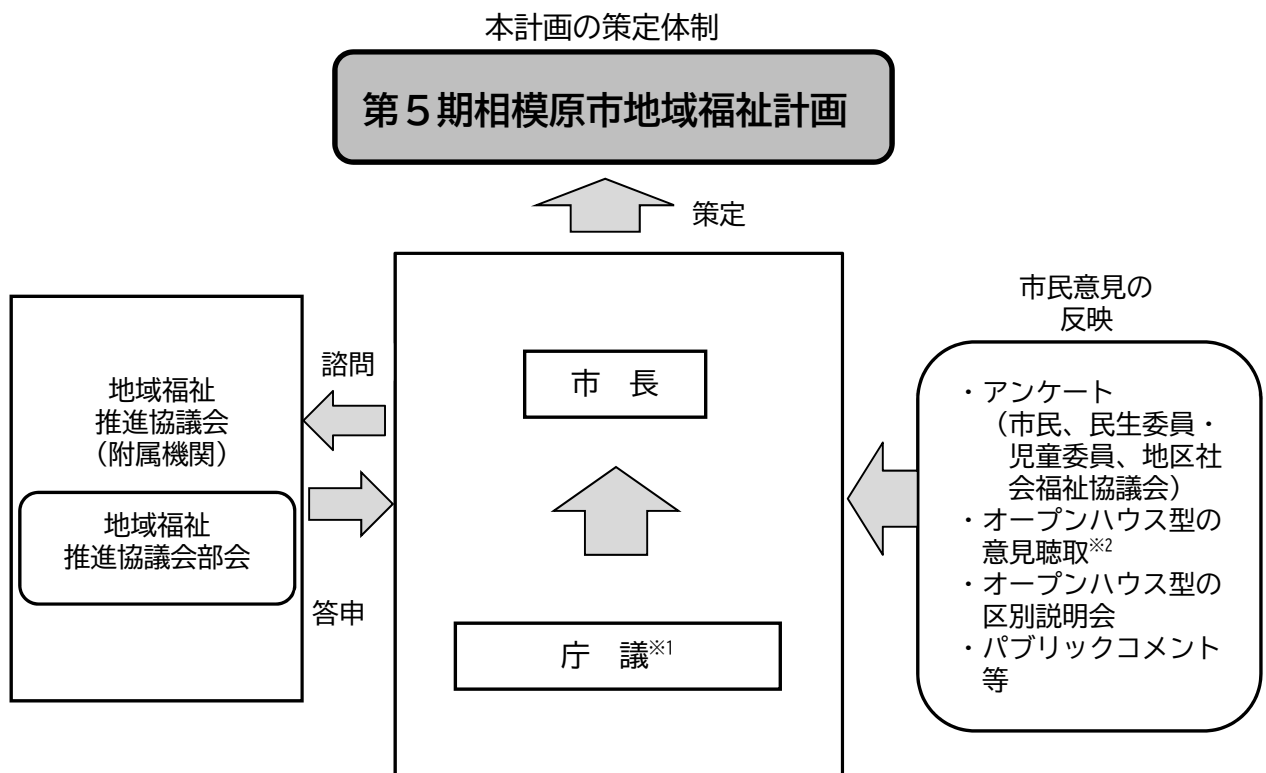 本計画の策定体制
第5期相模原市地域福祉計画
策定
諮問
地域福祉
推進協議会
（附属機関）
地域福祉
推進協議会部会
答申
市　長
庁　議※1
市民意見の
反映
・アンケート
（市民、民生委員・
児童委員、地区社
会福祉協議会）
・オープンハウス型の
意見聴取※2
・オープンハウス型の
区別説明会
・パブリックコメント
等